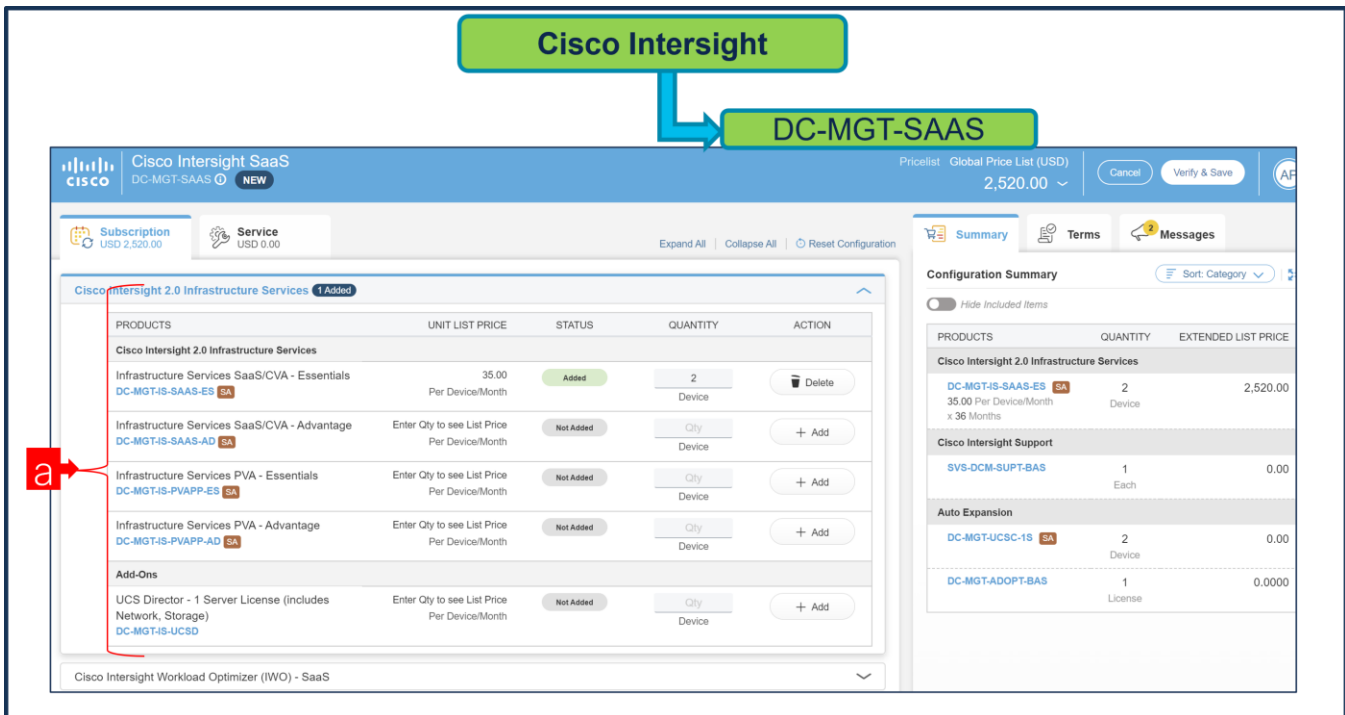 Cisco Intersight
DC-MGT-SAAS
CISCO
Cisco Intersight SaaS
DC-MGT-SAAS NEW
Pricelist Global Price List (USD)
2,520.00
Cancel
Verify & Save
AP
Subscription
USD 2,520.00
Service
USD 0.00
Expand All | Collapse All | Reset Configuration
Cisco Intersight 2.0 Infrastructure Services 1 Added
PRODUCTS UNIT LIST PRICE STATUS QUANTITY ACTION
Cisco Intersight 2.0 Infrastructure Services
Infrastructure Services SaaS/CVA - Essentials 35.00 Added 2 Delete
DC-MGT-IS-SAAS-ES SA Per Device/Month Device
Infrastructure Services SaaS/CVA - Advantage Enter Qty to see List Price Not Added Qty + Add
DC-MGT-IS-SAAS-AD SA Per Device/Month Device
a
Infrastructure Services PVA - Essentials Enter Qty to see List Price Not Added Qty + Add
DC-MGT-IS-PVAPP-ES SA Per Device/Month Device
Infrastructure Services PVA - Advantage Enter Qty to see List Price Not Added Qty + Add
DC-MGT-IS-PVAPP-AD SA Per Device/Month Device
Add-Ons
UCS Director - 1 Server License (includes Enter Qty to see List Price Not Added Qty + Add
Network, Storage) Per Device/Month Device
DC-MGT-IS-UCSD
Cisco Intersight Workload Optimizer (IWO) - SaaS
Summary Terms 2 Messages
Configuration Summary Sort: Category
Hide Included Items
PRODUCTS QUANTITY EXTENDED LIST PRICE
Cisco Intersight 2.0 Infrastructure Services
DC-MGT-IS-SAAS-ES SA 2 2,520.00
35.00 Per Device/Month Device
x 36 Months
Cisco Intersight Support
SVS-DCM-SUPT-BAS 1 0.00
Each
Auto Expansion
DC-MGT-UCSC-1S SA 2 0.00
Device
DC-MGT-ADOPT-BAS 1 0.0000
License